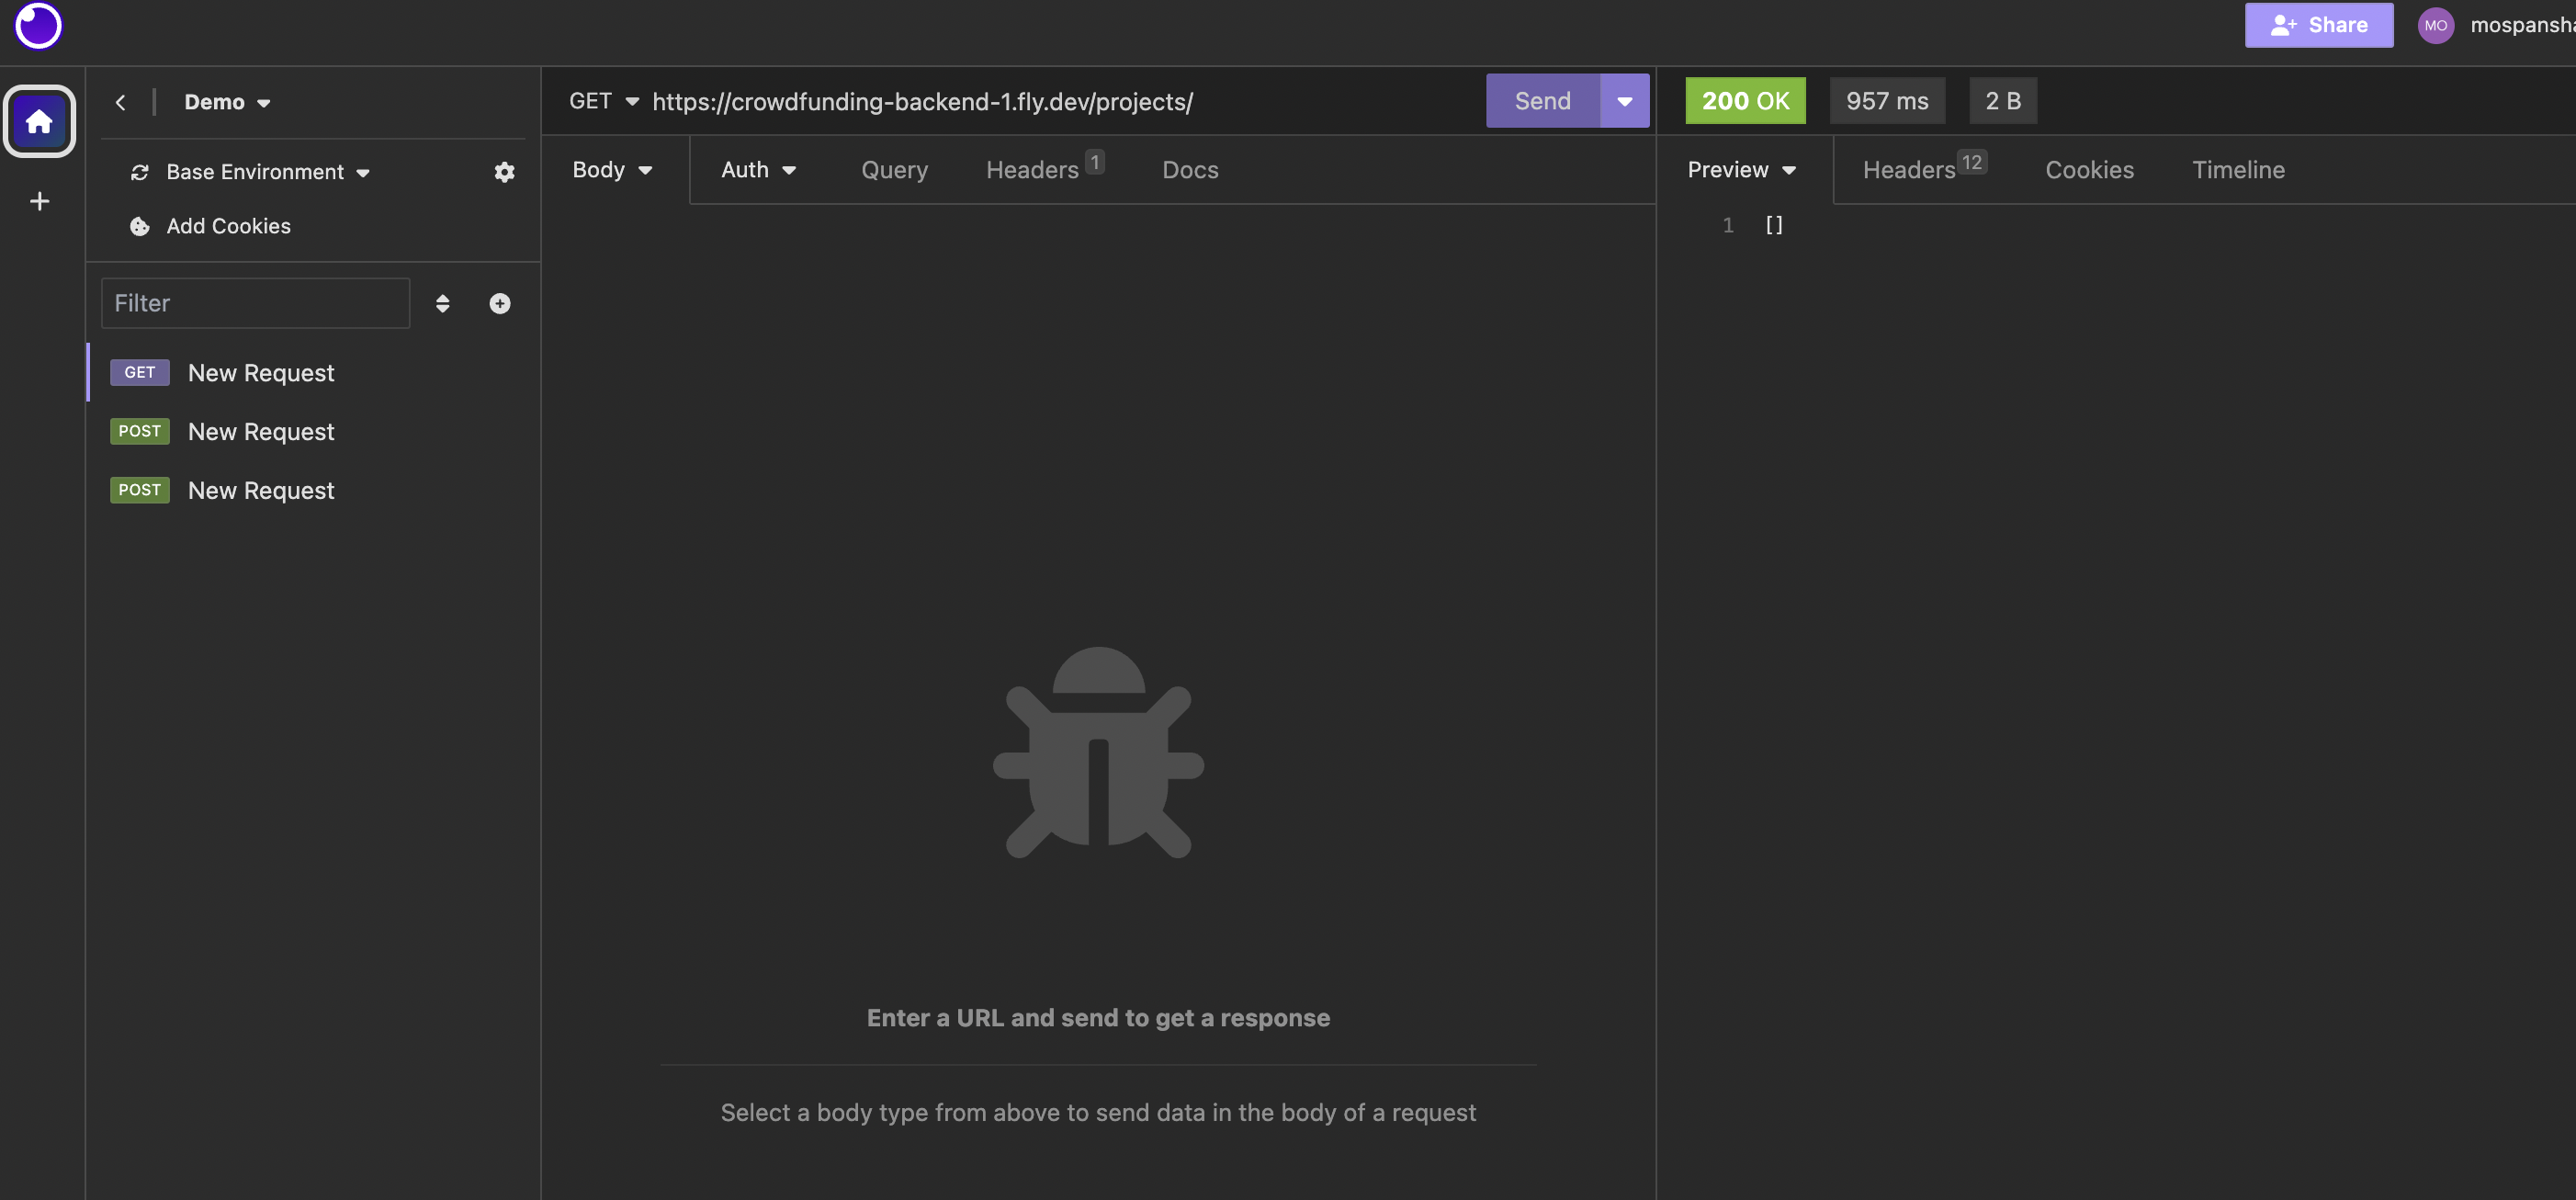 Share
MO
mospansha
Demo
GET https://crowdfunding-backend-1.fly.dev/projects/
Send
200 OK
957 ms
2 B
Base Environment
Add Cookies
Body
Auth
Query
Headers 1
Docs
Preview
Headers 12
Cookies
Timeline
1 []
Filter
GET New Request
POST New Request
POST New Request
Enter a URL and send to get a response
Select a body type from above to send data in the body of a request